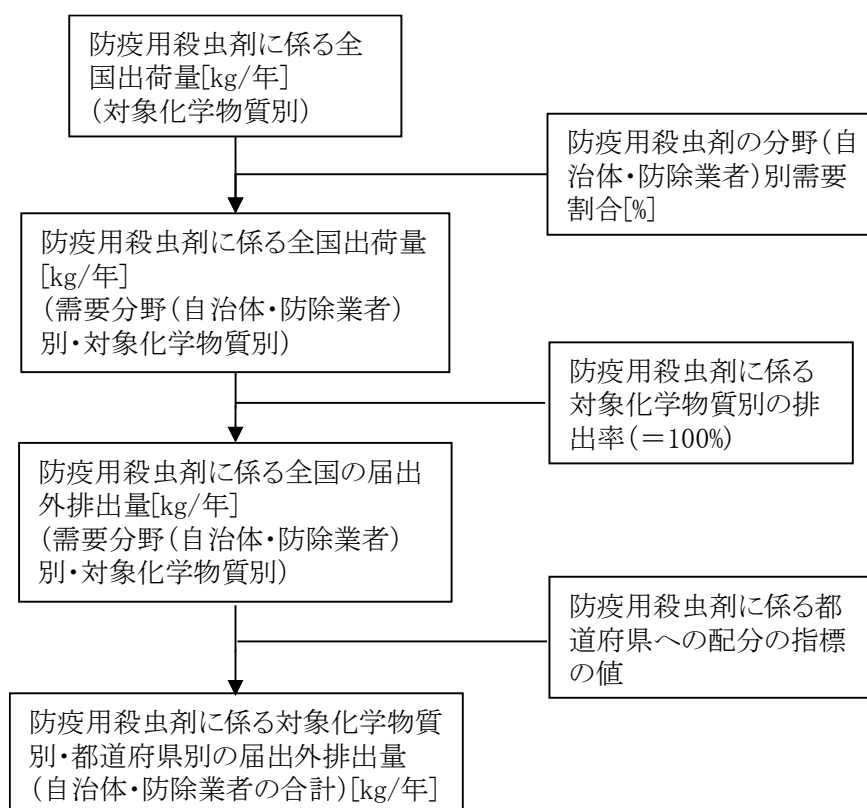 防疫用殺虫剤に係る全
国出荷量[kg/年]
(対象化学物質別)
防疫用殺虫剤の分野(自
治体・防除業者)別需要
割合[%]
防疫用殺虫剤に係る全国出荷量
[kg/年]
(需要分野(自治体・防除業者)
別・対象化学物質別)
防疫用殺虫剤に係る
対象化学物質別の排
出率(＝100%)
防疫用殺虫剤に係る全国の届出
外排出量[kg/年]
(需要分野(自治体・防除業者)
別・対象化学物質別)
防疫用殺虫剤に係る都
道府県への配分の指標
の値
防疫用殺虫剤に係る対象化学物質
別・都道府県別の届出外排出量
(自治体・防除業者の合計)[kg/年]